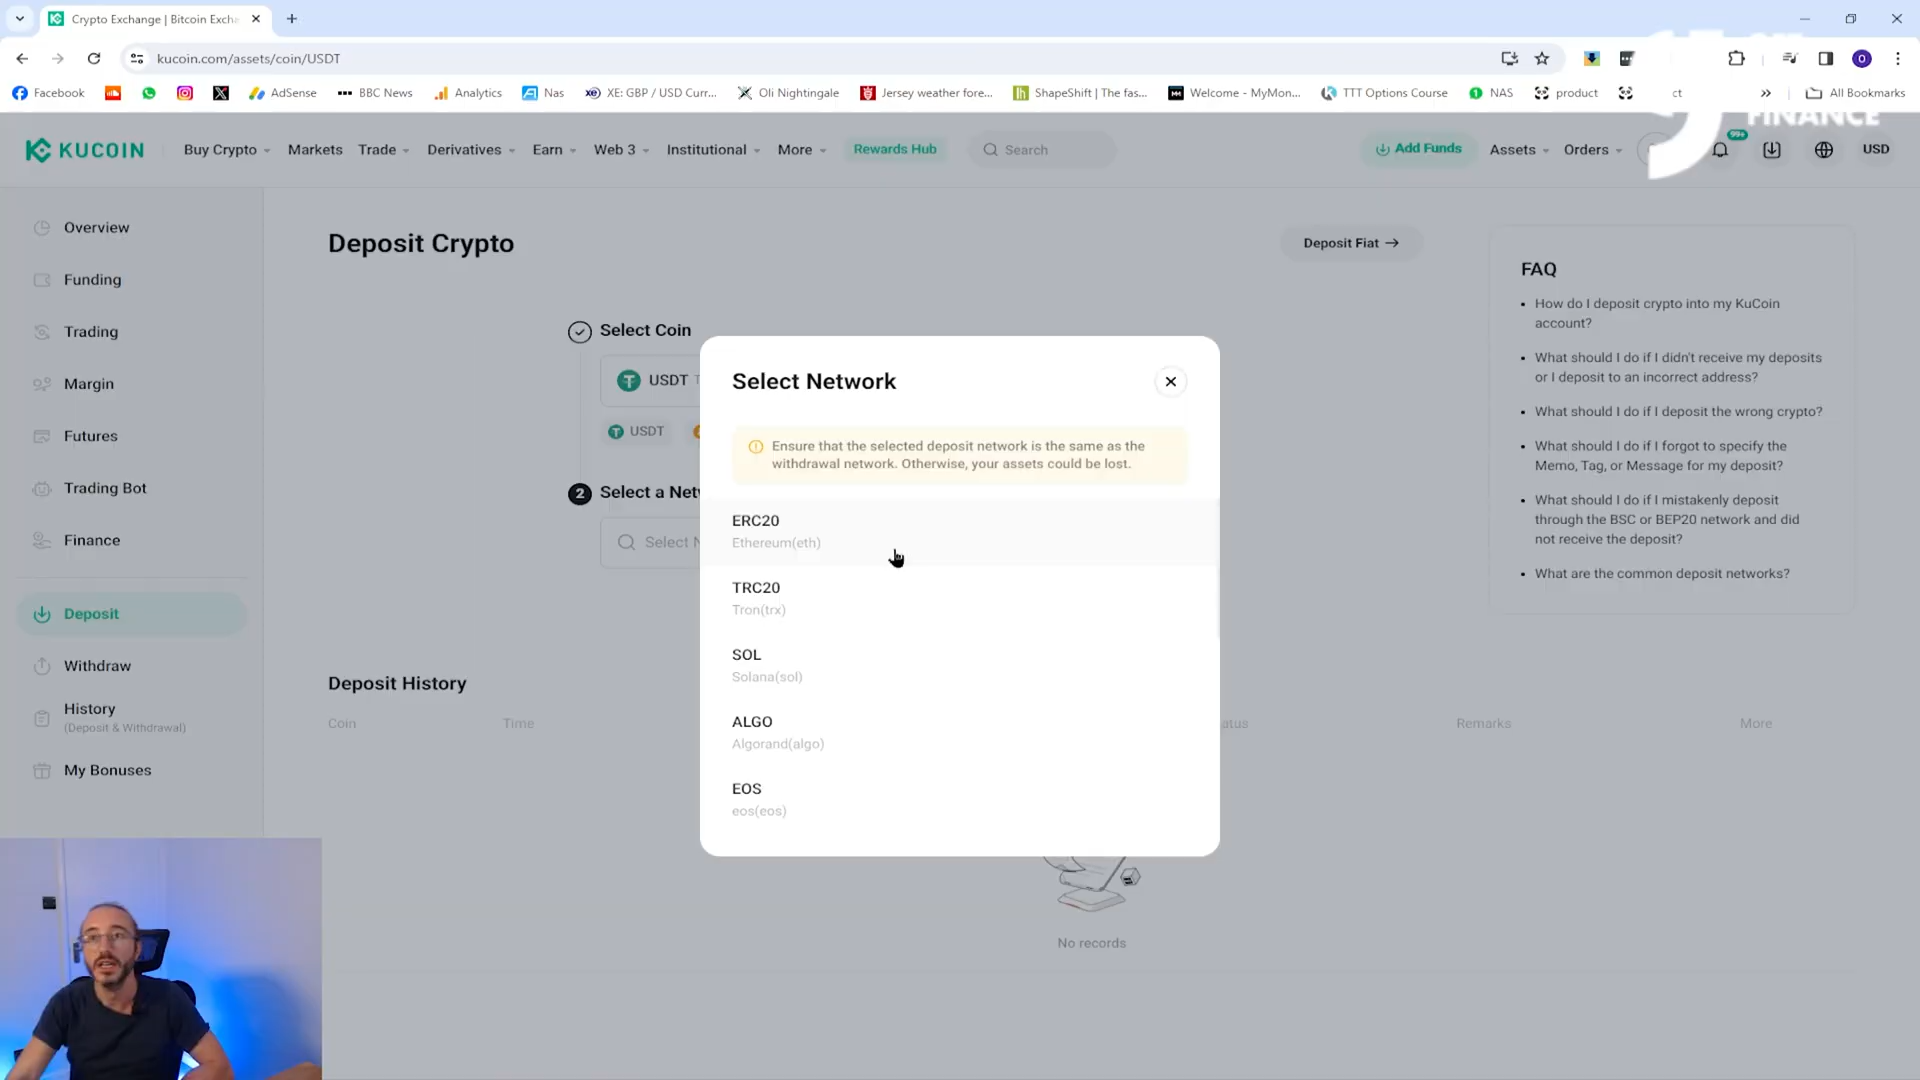 Crypto Exchange | Bitcoin Excha
kucoin.com/assets/coin/USDT
O
Facebook
AdSense
BBC News
Analytics
Nas
XE: GBP / USD Curr...
Oli Nightingale
Jersey weather fore...
ShapeShift | The fas...
Welcome - MyMon...
TTT Options Course
NAS
product
ct
All Bookmarks
FINANCE
KUCOIN
Buy Crypto
Markets
Trade
Derivatives
Earn
Web 3
Institutional
More
Rewards Hub
Search
Add Funds
Assets
Orders
99+
USD
Overview
Funding
Trading
Margin
Futures
Trading Bot
Finance
Deposit
Withdraw
History
(Deposit & Withdrawal)
My Bonuses
Deposit Crypto
Deposit Fiat →
Select Coin
USDT
USDT
2 Select a Net
Select N
Deposit History
Coin
Time
atus
Remarks
More
No records
Select Network
Ensure that the selected deposit network is the same as the
withdrawal network. Otherwise, your assets could be lost.
ERC20
Ethereum(eth)
TRC20
Tron(trx)
SOL
Solana(sol)
ALGO
Algorand(algo)
EOS
eos(eos)
FAQ
• How do I deposit crypto into my KuCoin
account?
• What should I do if I didn't receive my deposits
or I deposit to an incorrect address?
• What should I do if I deposit the wrong crypto?
• What should I do if I forgot to specify the
Memo, Tag, or Message for my deposit?
• What should I do if I mistakenly deposit
through the BSC or BEP20 network and did
not receive the deposit?
• What are the common deposit networks?